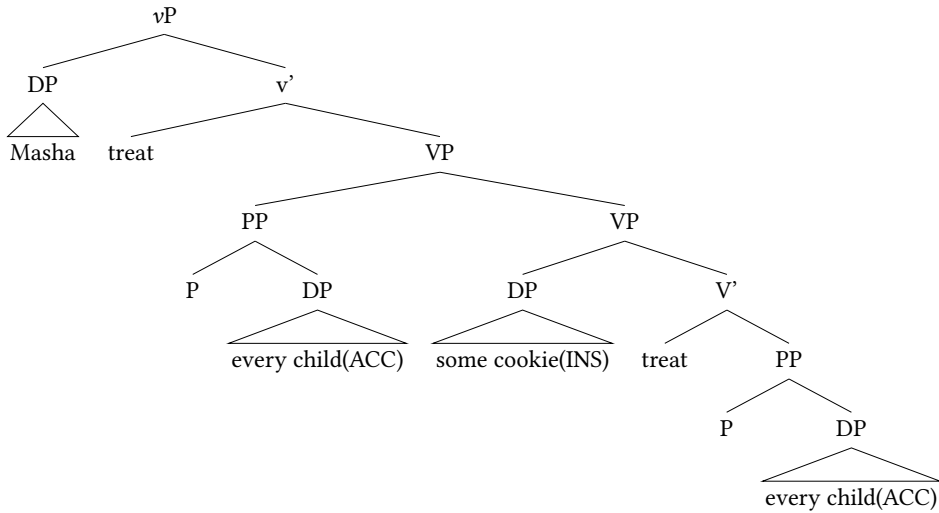 vP
DP v’
Masha treat VP
PP VP
P DP DP V’
every child(ACC) some cookie(INS) treat PP
P DP
every child(ACC)